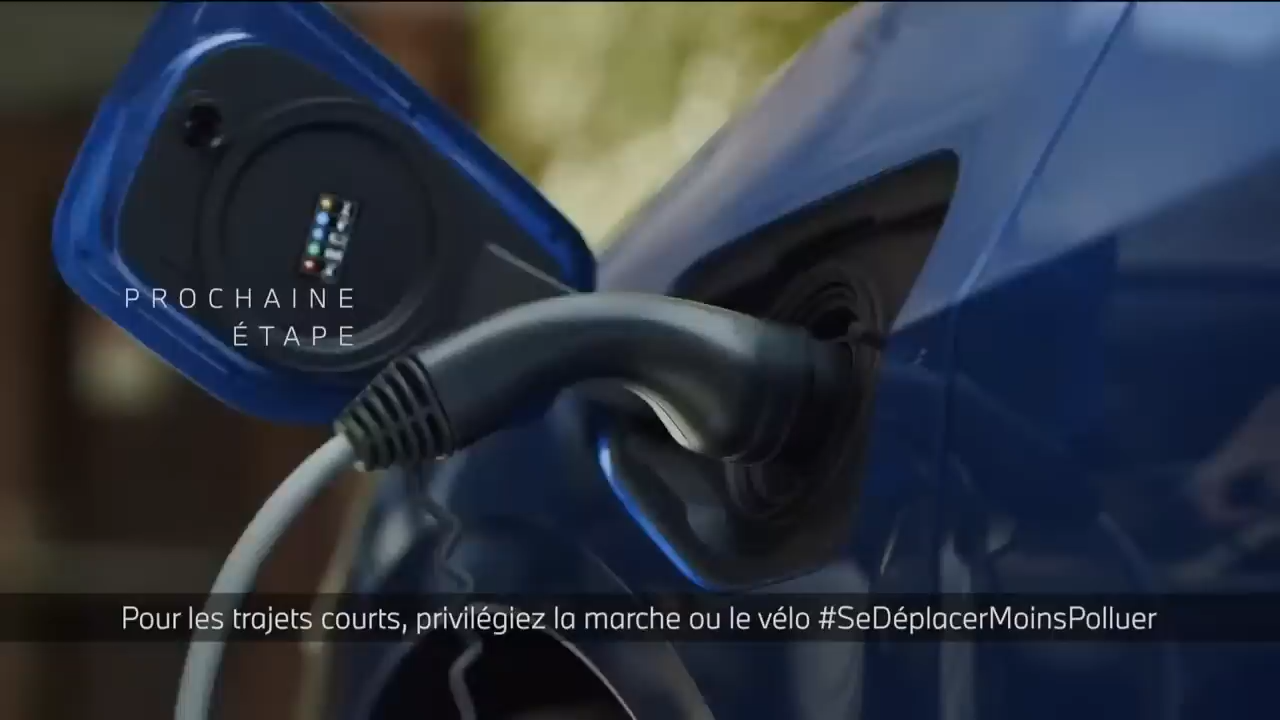 PROCHAINE
ÉTAPE
Pour les trajets courts, privilégiez la marche ou le vélo #SeDéplacerMoinsPolluer